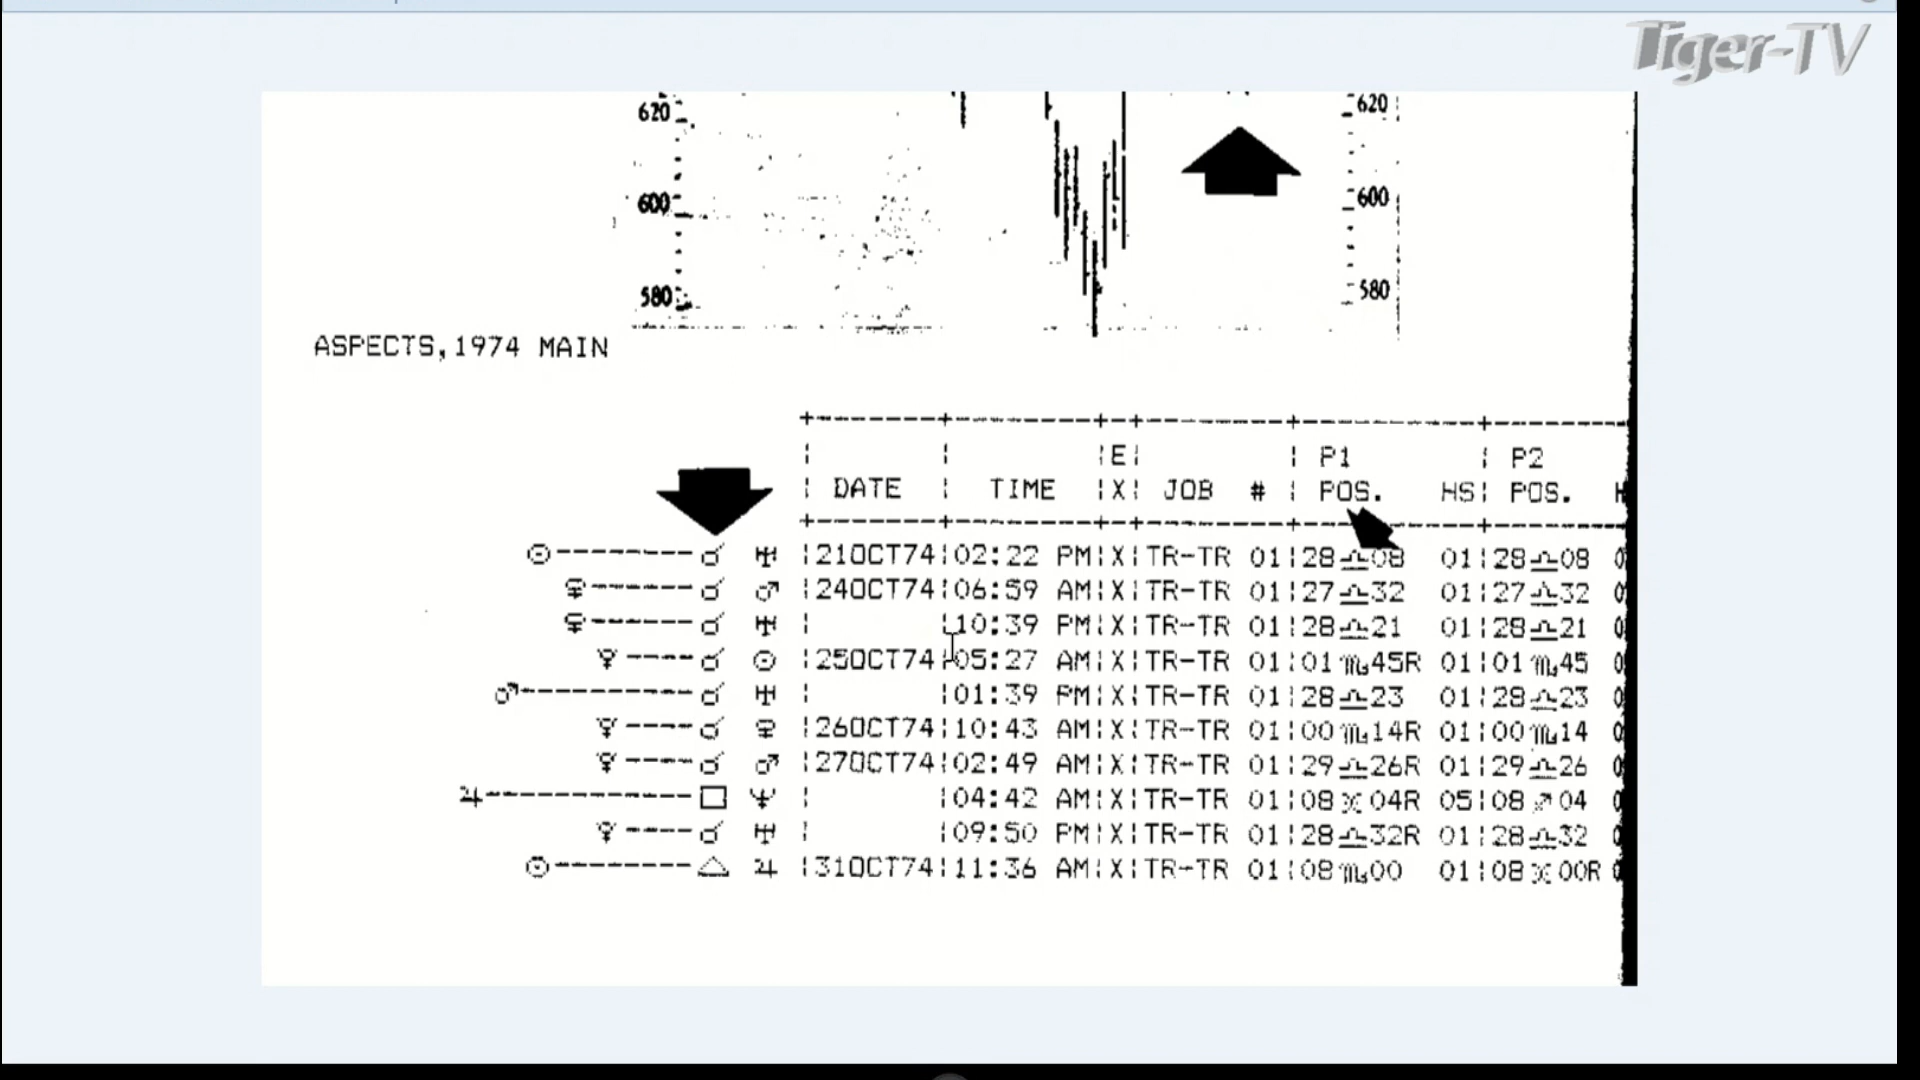 Tiger-TV
620 620
600 600
580 580
ASPECTS,1974 MAIN
E P1 P2
DATE TIME X JOB # POS. HS POS.
☉--------☌ ♅ |21OCT74|02:22 PM|X|TR-TR 01|28♎08 01|28♎08
♀------☌ ♂ |24OCT74|06:59 AM|X|TR-TR 01|27♎32 01|27♎32
♀------☌ ♅ | |10:39 PM|X|TR-TR 01|28♎21 01|28♎21
☿----☌ ☉ |25OCT74|05:27 AM|X|TR-TR 01|01♏45R 01|01♏45
♂----------☌ ♅ | |01:39 PM|X|TR-TR 01|28♎23 01|28♎23
☿----☌ ♀ |26OCT74|10:43 AM|X|TR-TR 01|00♏14R 01|00♏14
☿----☌ ♂ |27OCT74|02:49 AM|X|TR-TR 01|29♎26R 01|29♎26
♃------------□ ♆ | |04:42 AM|X|TR-TR 01|08♓04R 05|08♐04
☿----☌ ♅ | |09:50 PM|X|TR-TR 01|28♎32R 01|28♎32
☉--------△ ♃ |31OCT74|11:36 AM|X|TR-TR 01|08♏00 01|08♓00R